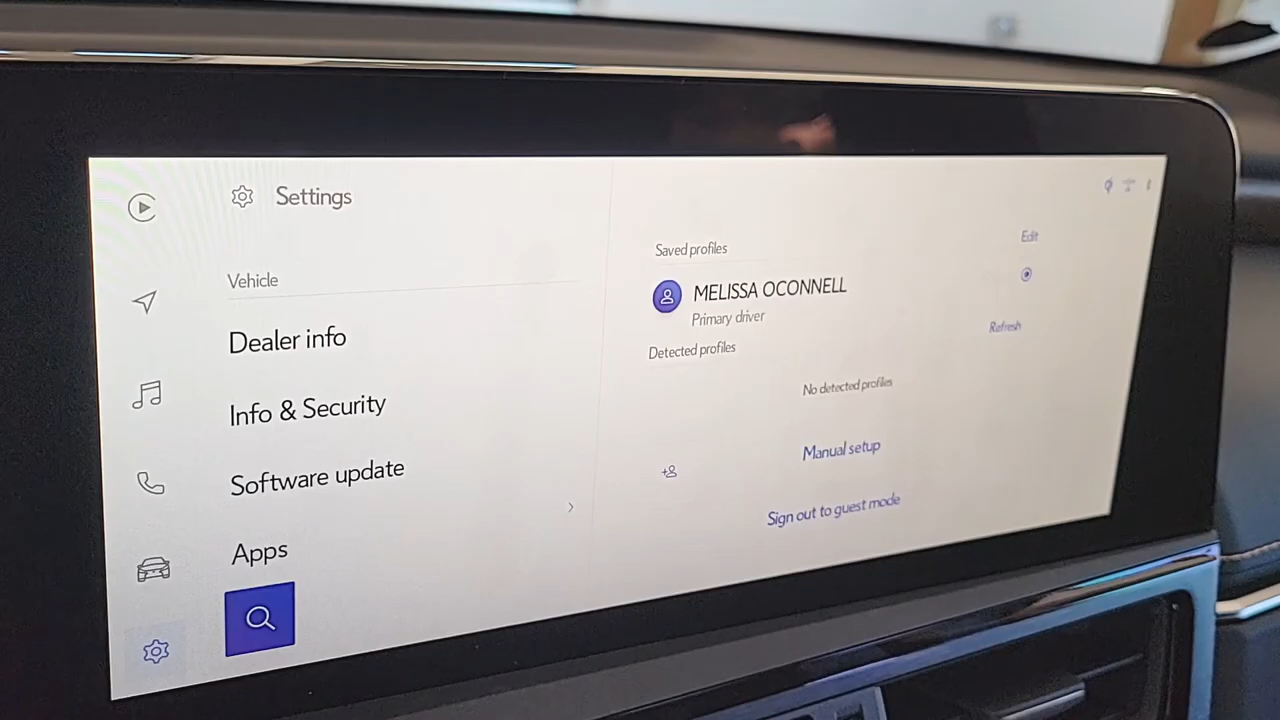 Settings
Vehicle
Dealer info
Info & Security
Software update
Apps
Saved profiles
Edit
MELISSA OCONNELL
Primary driver
Refresh
Detected profiles
No detected profiles
Manual setup
Sign out to guest mode